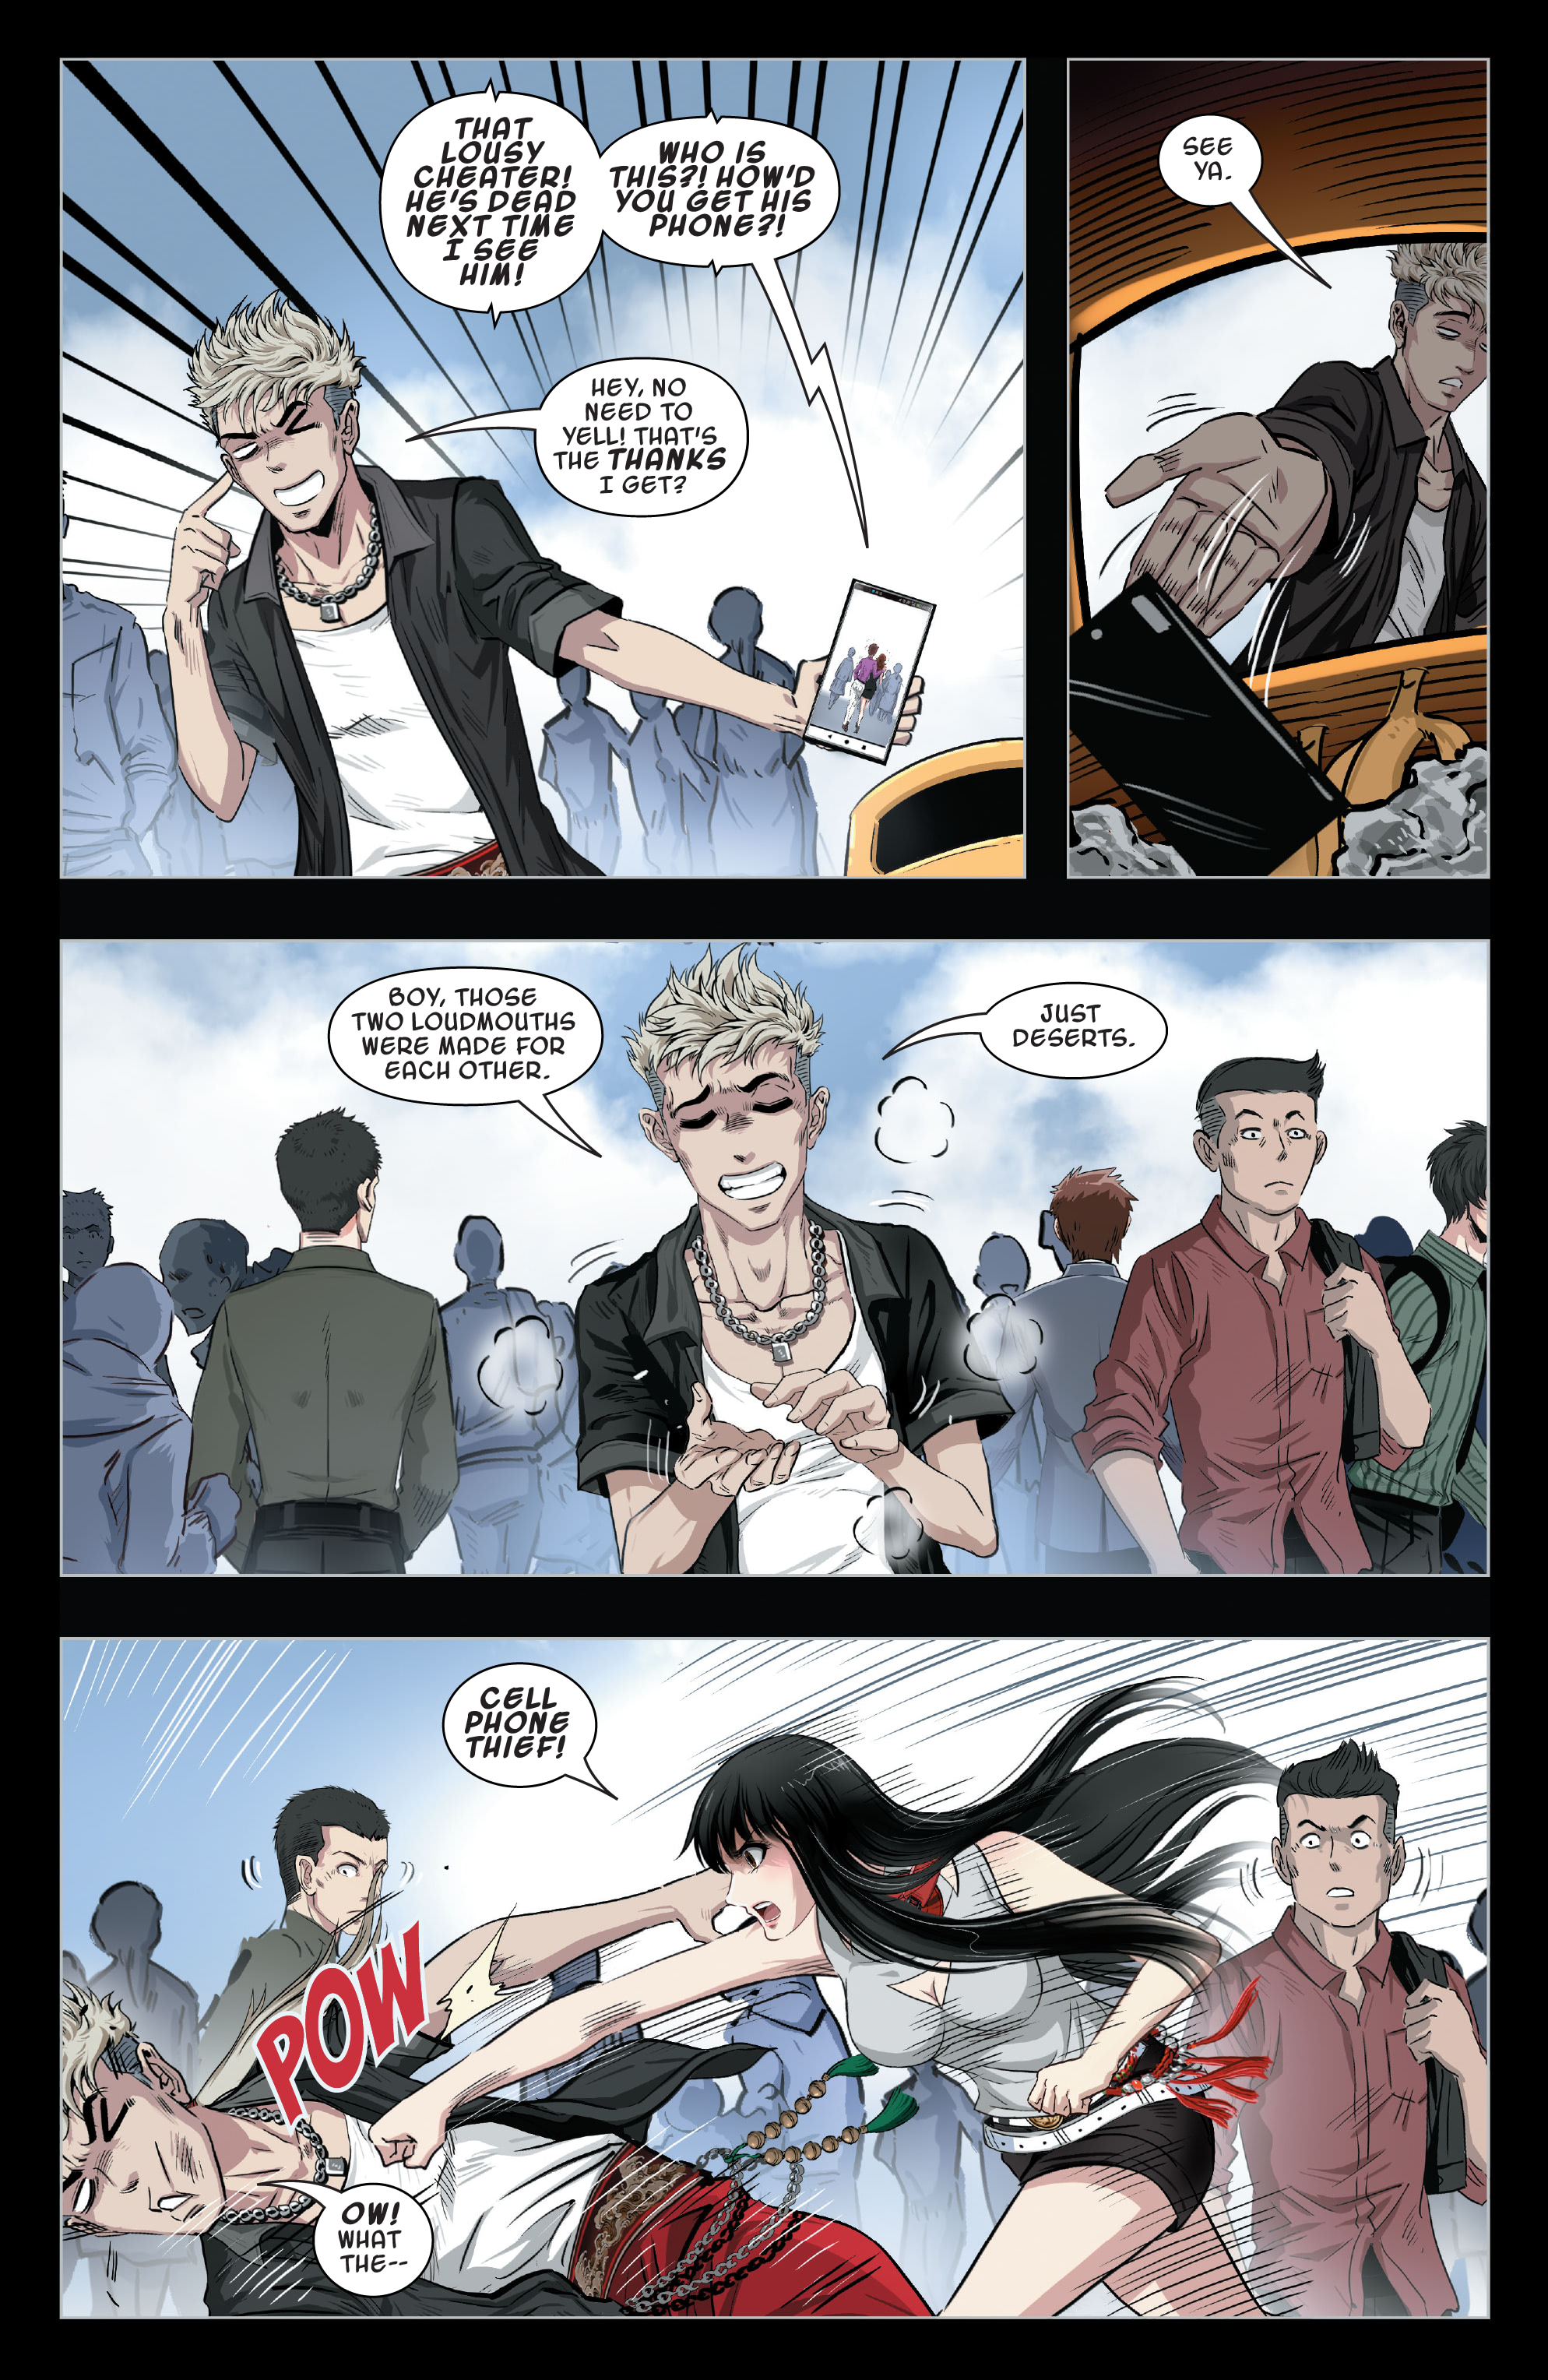 THAT
LOUSY
CHEATER!
HE'S DEAD
NEXT TIME
I SEE
HIM!
WHO IS
THIS?! HOW'D
YOU GET HIS
PHONE?!
HEY, NO
NEED TO
YELL! THAT'S
THE THANKS
I GET?
SEE
YA.
BOY, THOSE
TWO LOUDMOUTHS
WERE MADE FOR
EACH OTHER.
JUST
DESERTS.
CELL
PHONE
THIEF!
POW
OW!
WHAT
THE--